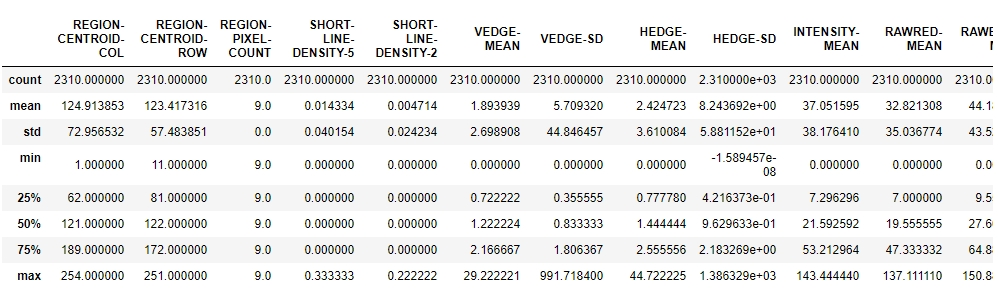 REGION-CENTROID-COL REGION-CENTROID-ROW REGION-PIXEL-COUNT SHORT-LINE-DENSITY-5 SHORT-LINE-DENSITY-2 VEDGE-MEAN VEDGE-SD HEDGE-MEAN HEDGE-SD INTENSITY-MEAN RAWRED-MEAN
count 2310.000000 2310.000000 2310.0 2310.000000 2310.000000 2310.000000 2310.000000 2310.000000 2.310000e+03 2310.000000 2310.000000 2310.0
mean 124.913853 123.417316 9.0 0.014334 0.004714 1.893939 5.709320 2.424723 8.243692e+00 37.051595 32.821308 44.1
std 72.956532 57.483851 0.0 0.040154 0.024234 2.698908 44.846457 3.610084 5.881152e+01 38.176410 35.036774 43.5
min 1.000000 11.000000 9.0 0.000000 0.000000 0.000000 0.000000 0.000000 -1.589457e-08 0.000000 0.000000 0.0
25% 62.000000 81.000000 9.0 0.000000 0.000000 0.722222 0.355555 0.777780 4.216373e-01 7.296296 7.000000 9.5
50% 121.000000 122.000000 9.0 0.000000 0.000000 1.222224 0.833333 1.444444 9.629633e-01 21.592592 19.555555 27.6
75% 189.000000 172.000000 9.0 0.000000 0.000000 2.166667 1.806367 2.555556 2.183269e+00 53.212964 47.333332 64.8
max 254.000000 251.000000 9.0 0.333333 0.222222 29.222221 991.718400 44.722225 1.386329e+03 143.444440 137.111110 150.8